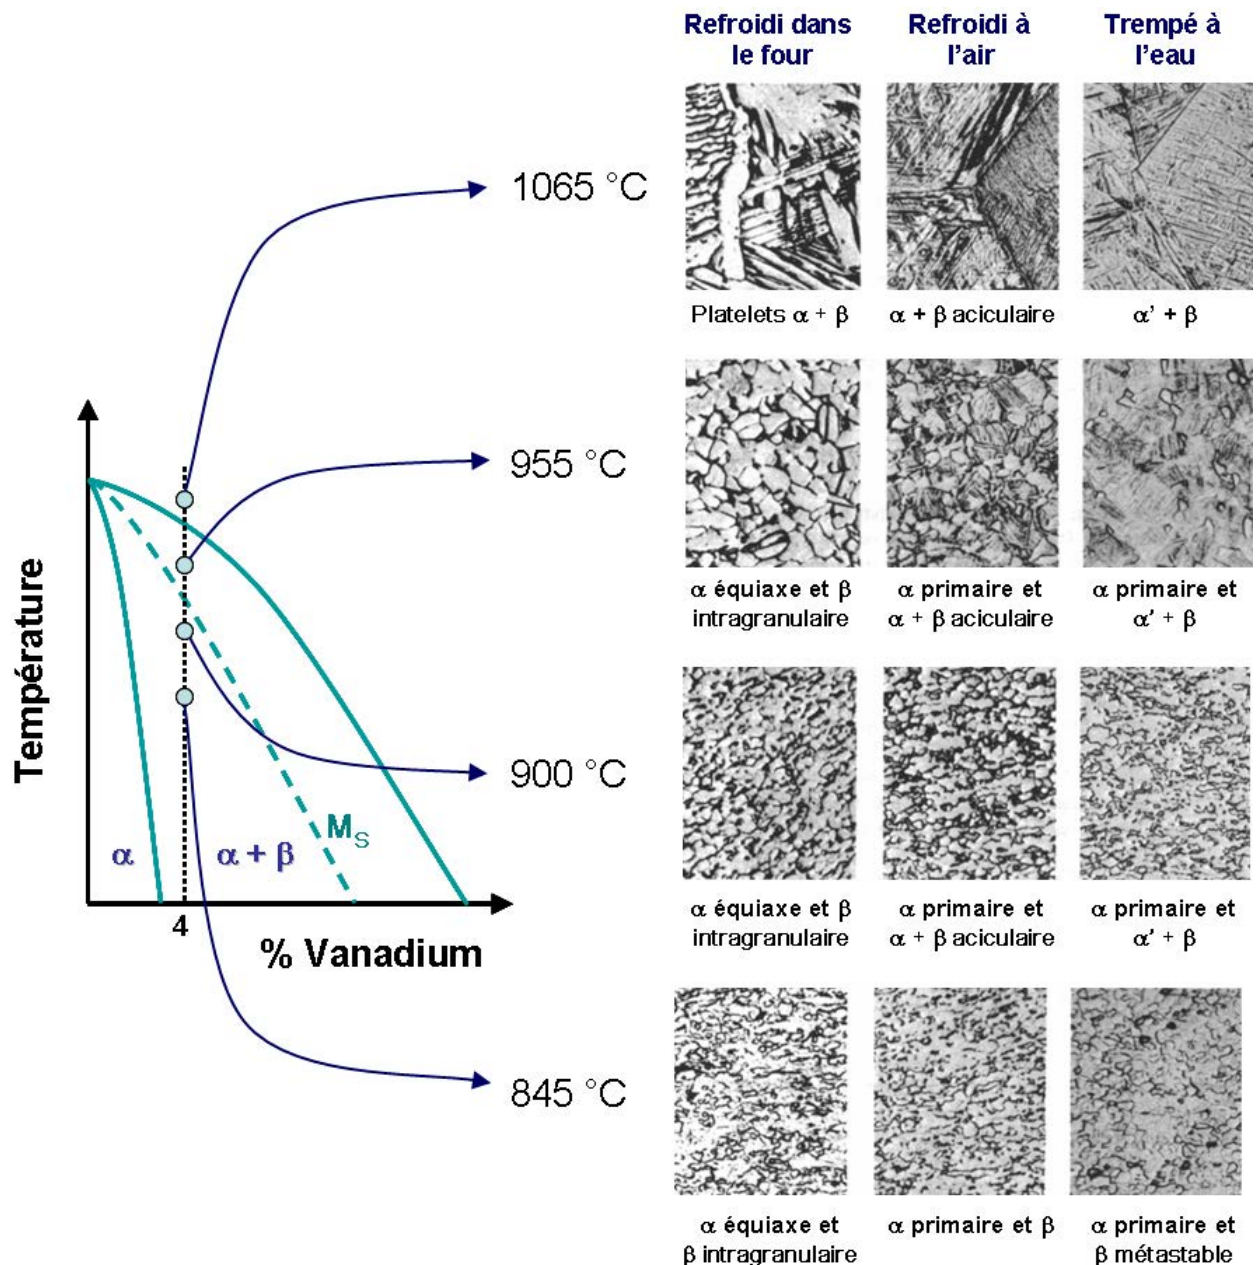 Refroidi dans
le four
Refroidi à
l'air
Trempé à
l'eau
1065 °C
Platelets α + β
α + β aciculaire
α' + β
955 °C
α équiaxe et β
intragranulaire
α primaire et
α + β aciculaire
α primaire et
α' + β
Température
900 °C
M_S
α
α + β
4
% Vanadium
α équiaxe et β
intragranulaire
α primaire et
α + β aciculaire
α primaire et
α' + β
845 °C
α équiaxe et
β intragranulaire
α primaire et β
α primaire et
β métastable